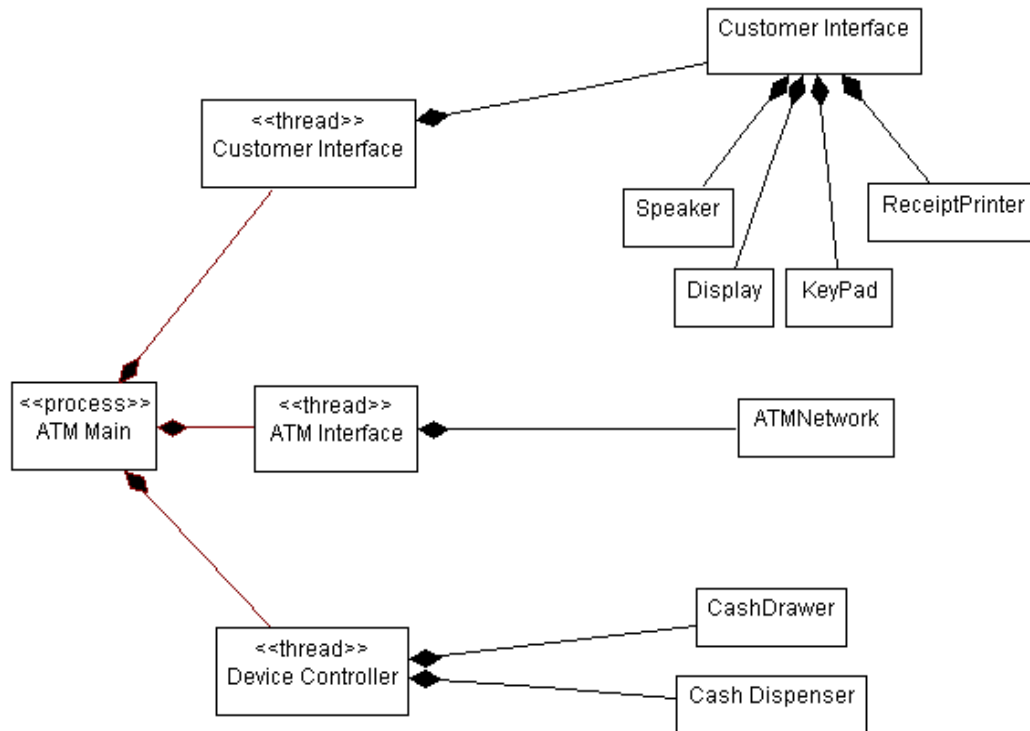 Customer Interface
<<thread>>
Customer Interface
Speaker
ReceiptPrinter
Display
KeyPad
<<process>>
ATM Main
<<thread>>
ATM Interface
ATMNetwork
CashDrawer
<<thread>>
Device Controller
Cash Dispenser